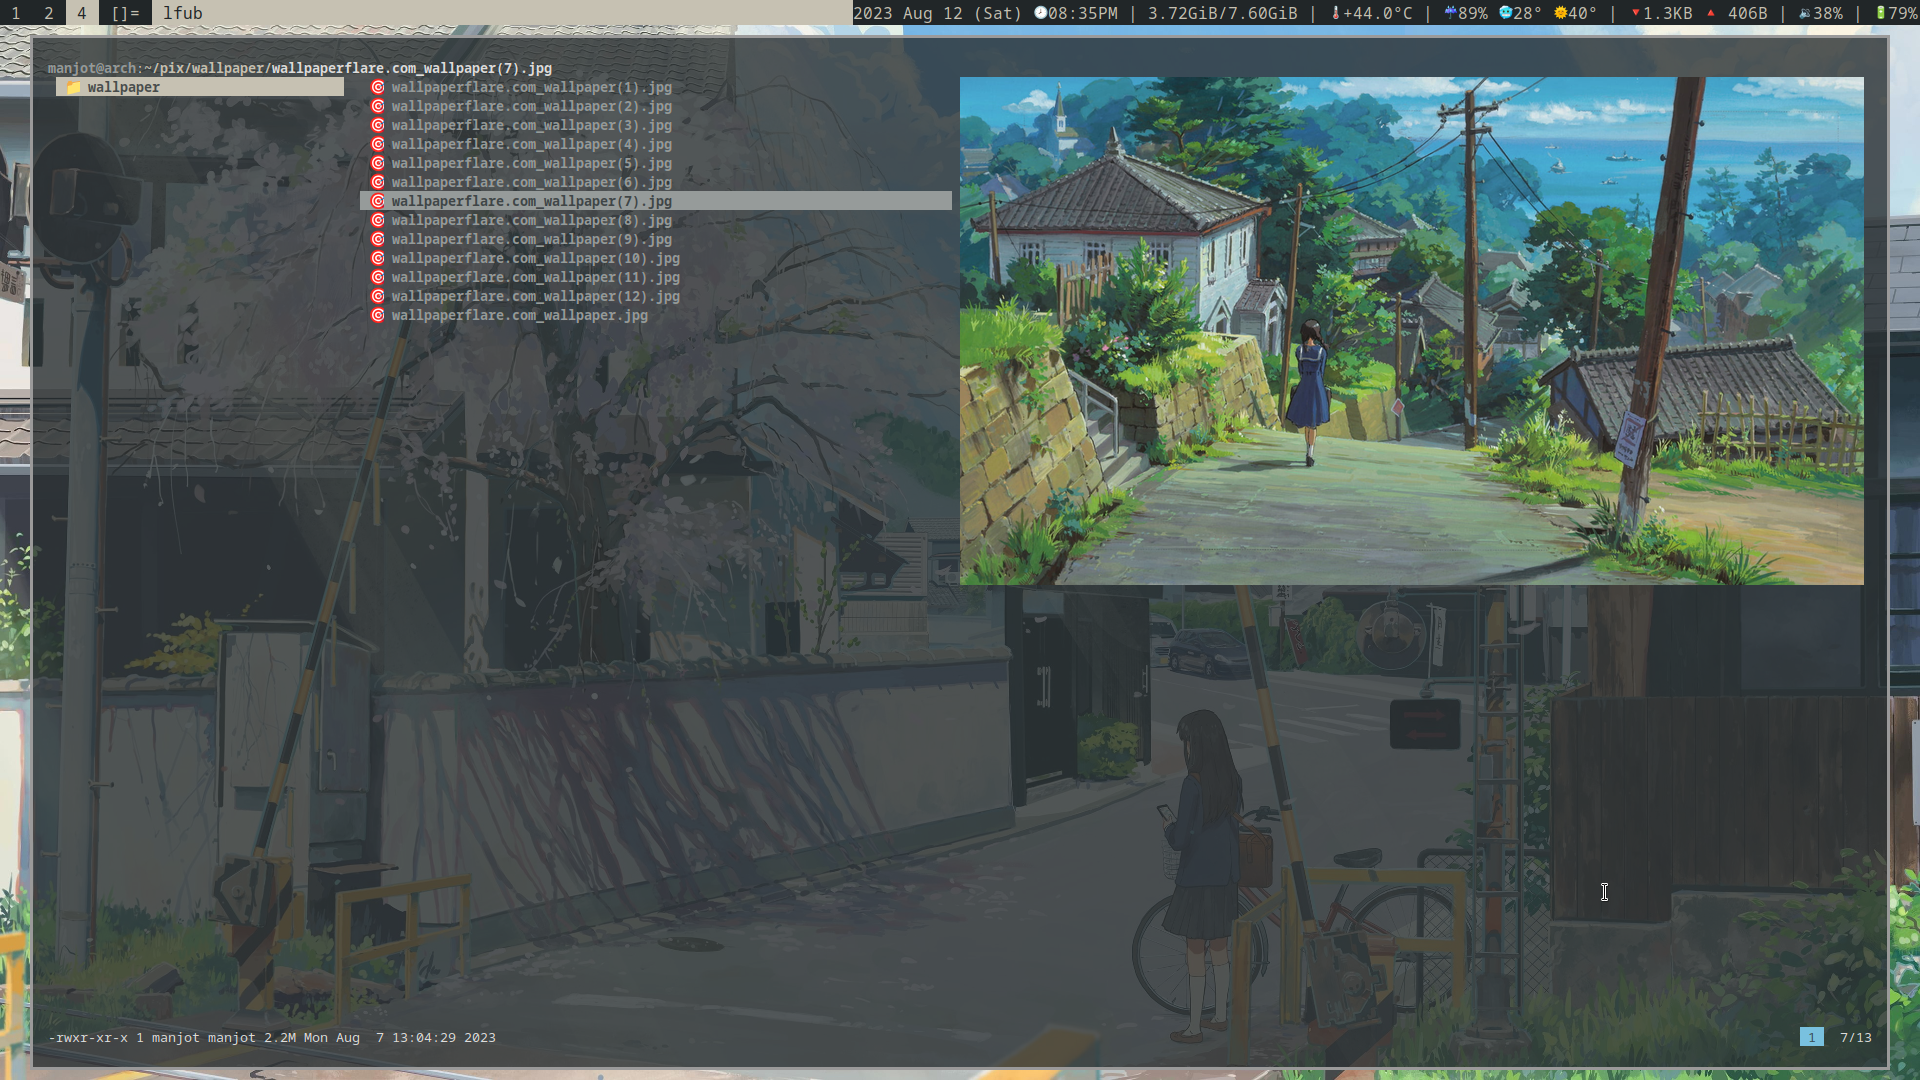 1 2 4 []= lfub
2023 Aug 12 (Sat) 🕗08:35PM | 3.72GiB/7.60GiB | 🌡+44.0°C | ☔89% 🥶28° 🌞40° | 🔻1.3KB 🔺 406B | 🔉38% | 🔋79%
manjot@arch:~/pix/wallpaper/wallpaperflare.com_wallpaper(7).jpg
wallpaper
wallpaperflare.com_wallpaper(1).jpg
wallpaperflare.com_wallpaper(2).jpg
wallpaperflare.com_wallpaper(3).jpg
wallpaperflare.com_wallpaper(4).jpg
wallpaperflare.com_wallpaper(5).jpg
wallpaperflare.com_wallpaper(6).jpg
wallpaperflare.com_wallpaper(7).jpg
wallpaperflare.com_wallpaper(8).jpg
wallpaperflare.com_wallpaper(9).jpg
wallpaperflare.com_wallpaper(10).jpg
wallpaperflare.com_wallpaper(11).jpg
wallpaperflare.com_wallpaper(12).jpg
wallpaperflare.com_wallpaper.jpg
-rwxr-xr-x 1 manjot manjot 2.2M Mon Aug  7 13:04:29 2023
1 7/13